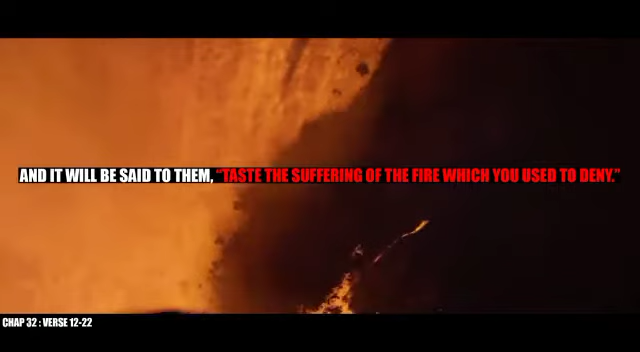 AND IT WILL BE SAID TO THEM, "TASTE THE SUFFERING OF THE FIRE WHICH YOU USED TO DENY."
CHAP 32 : VERSE 12-22